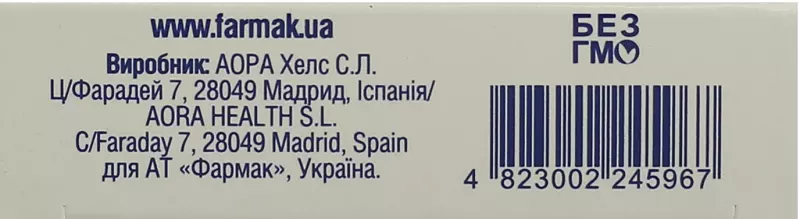 www.farmak.ua
Виробник: АОРА Хелс С.Л.
Ц/Фарадей 7, 28049 Мадрид, Іспанія/
AORA HEALTH S.L.
C/Faraday 7, 28049 Madrid, Spain
для АТ «Фармак», Україна.
БЕЗ
ГМО
4 823002 245967